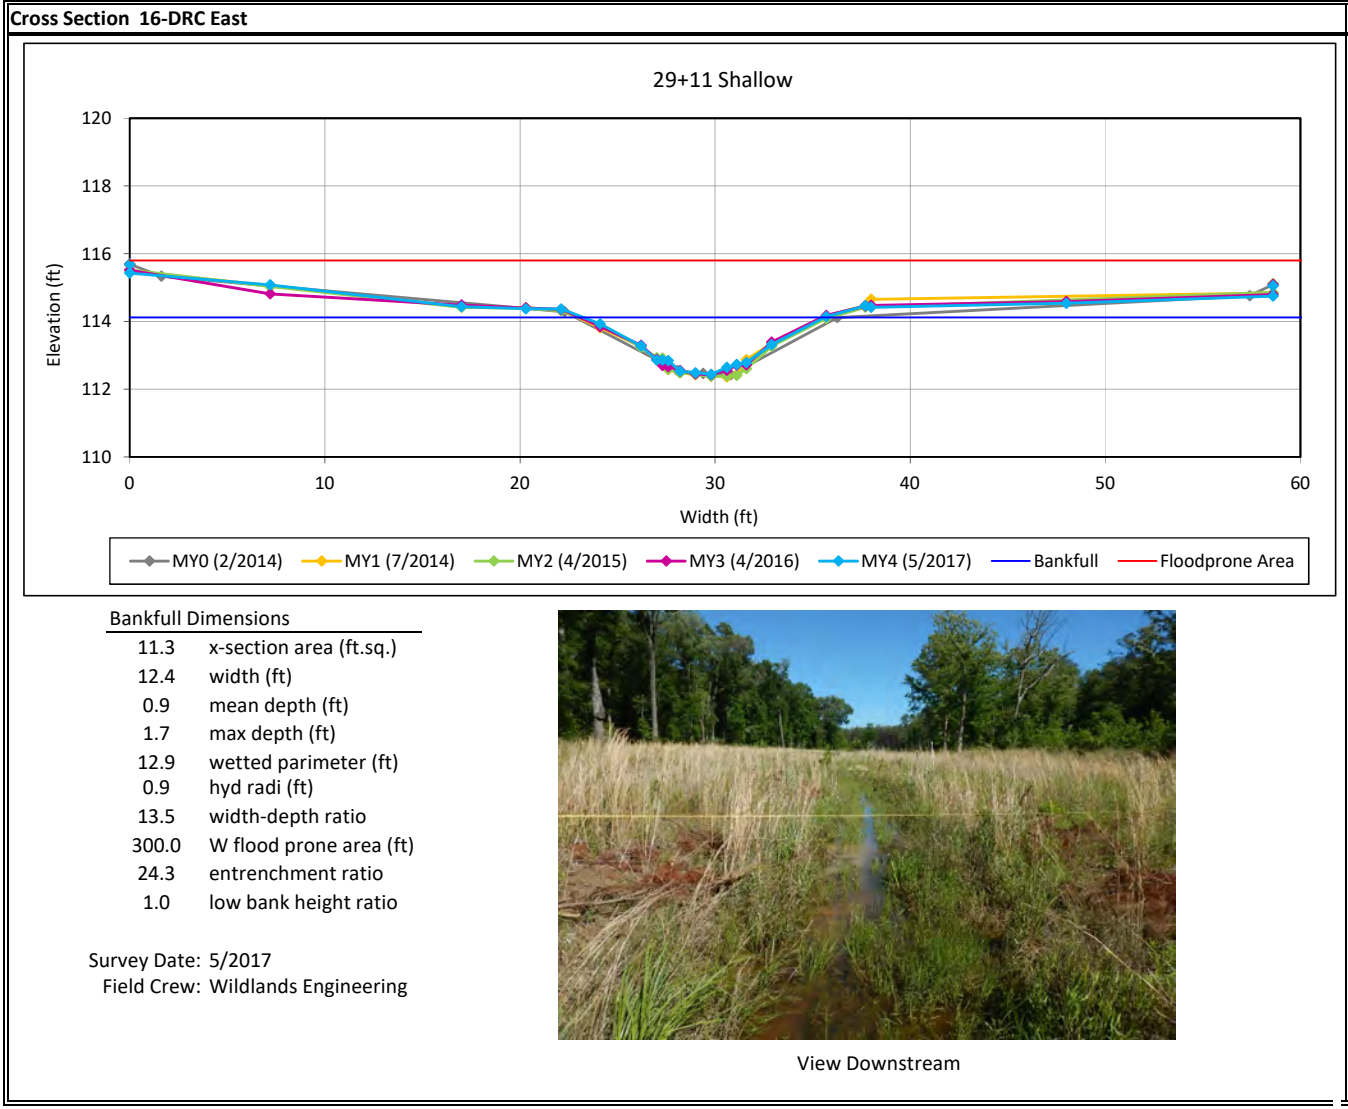 Cross Section 16-DRC East
29+11 Shallow
120
118
116
114
112
110
Elevation (ft)
0 10 20 30 40 50 60
Width (ft)
MY0 (2/2014) MY1 (7/2014) MY2 (4/2015) MY3 (4/2016) MY4 (5/2017) Bankfull Floodprone Area
Bankfull Dimensions
11.3 x-section area (ft.sq.)
12.4 width (ft)
0.9 mean depth (ft)
1.7 max depth (ft)
12.9 wetted parimeter (ft)
0.9 hyd radi (ft)
13.5 width-depth ratio
300.0 W flood prone area (ft)
24.3 entrenchment ratio
1.0 low bank height ratio
Survey Date: 5/2017
Field Crew: Wildlands Engineering
View Downstream